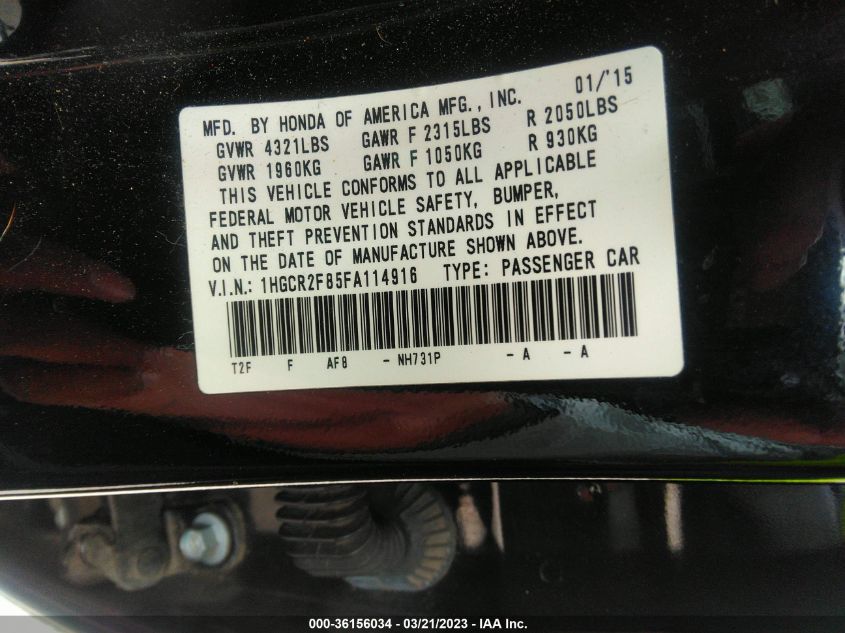 MFD. BY HONDA OF AMERICA MFG., INC. 01/'15
GVWR 4321LBS GAWR F 2315LBS R 2050LBS
GVWR 1960KG GAWR F 1050KG R 930KG
THIS VEHICLE CONFORMS TO ALL APPLICABLE
FEDERAL MOTOR VEHICLE SAFETY, BUMPER,
AND THEFT PREVENTION STANDARDS IN EFFECT
ON THE DATE OF MANUFACTURE SHOWN ABOVE.
V.I.N.: 1HGCR2F85FA114916 TYPE: PASSENGER CAR
T2F F AF8 - NH731P - A - A
000-36156034 / 03/21/2023 - IAA Inc.